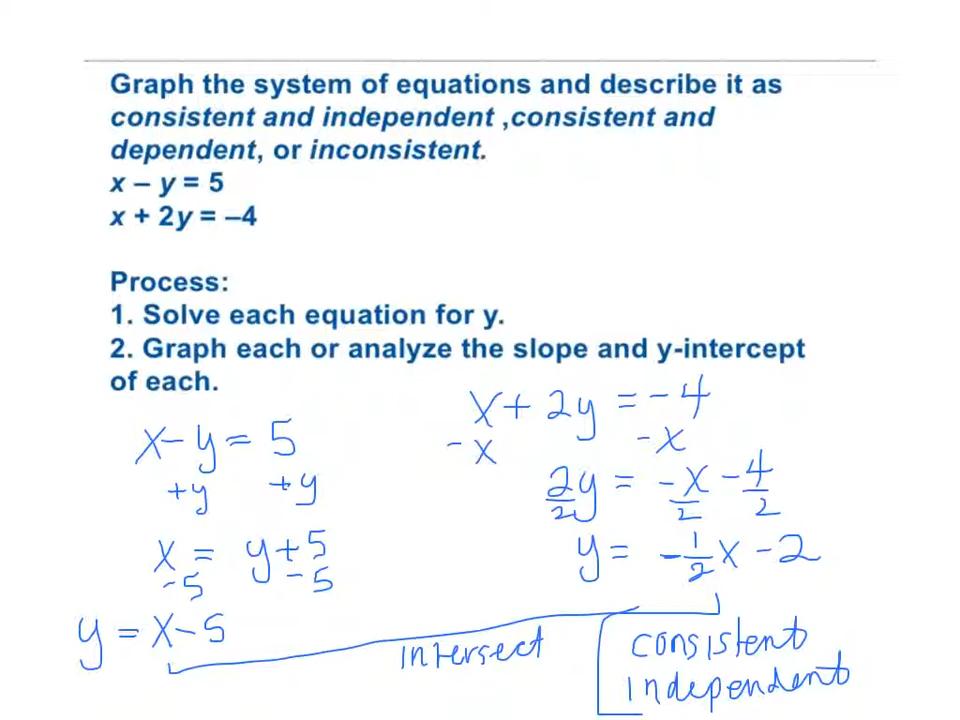 Graph the system of equations and describe it as
consistent and independent ,consistent and
dependent, or inconsistent.
x – y = 5
x + 2y = –4
Process:
1. Solve each equation for y.
2. Graph each or analyze the slope and y-intercept
of each.
x - y = 5
+y +y
x = y + 5
-5 -5
y = x - 5
x + 2y = -4
-x -x
2y/2 = -x/2 - 4/2
y = -1/2 x - 2
intersect
consistent
independent